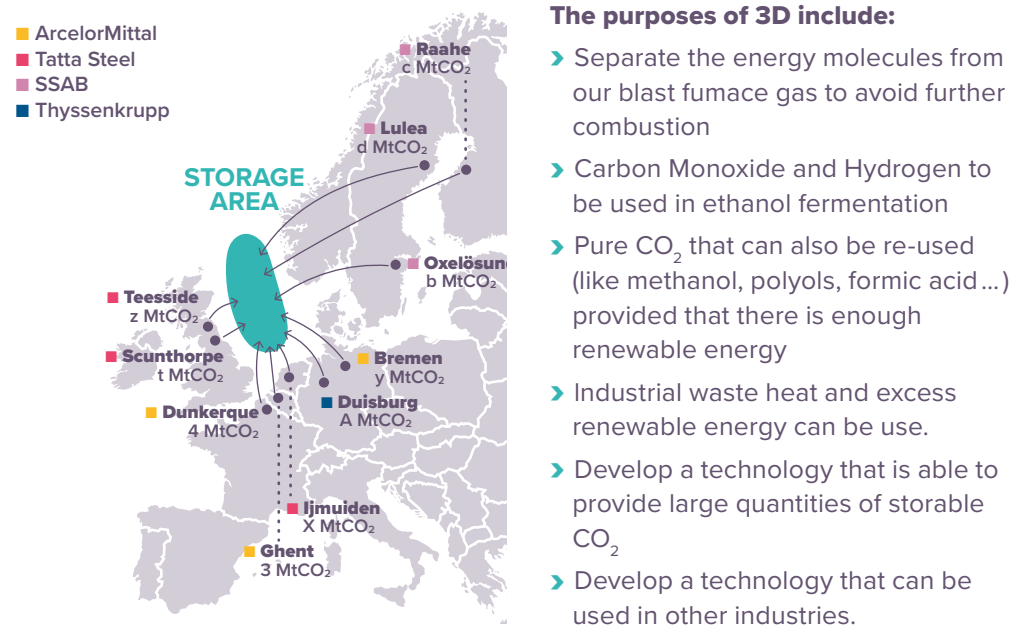 ArcelorMittal
Tatta Steel
SSAB
Thyssenkrupp
STORAGE
AREA
Raahe
c MtCO₂
Lulea
d MtCO₂
Oxelösun
b MtCO₂
Teesside
z MtCO₂
Scunthorpe
t MtCO₂
Dunkerque
4 MtCO₂
Bremen
y MtCO₂
Duisburg
A MtCO₂
Ijmuiden
X MtCO₂
Ghent
3 MtCO₂
The purposes of 3D include:
Separate the energy molecules from
our blast fumace gas to avoid further
combustion
Carbon Monoxide and Hydrogen to
be used in ethanol fermentation
Pure CO₂ that can also be re-used
(like methanol, polyols, formic acid...)
provided that there is enough
renewable energy
Industrial waste heat and excess
renewable energy can be use.
Develop a technology that is able to
provide large quantities of storable
CO₂
Develop a technology that can be
used in other industries.